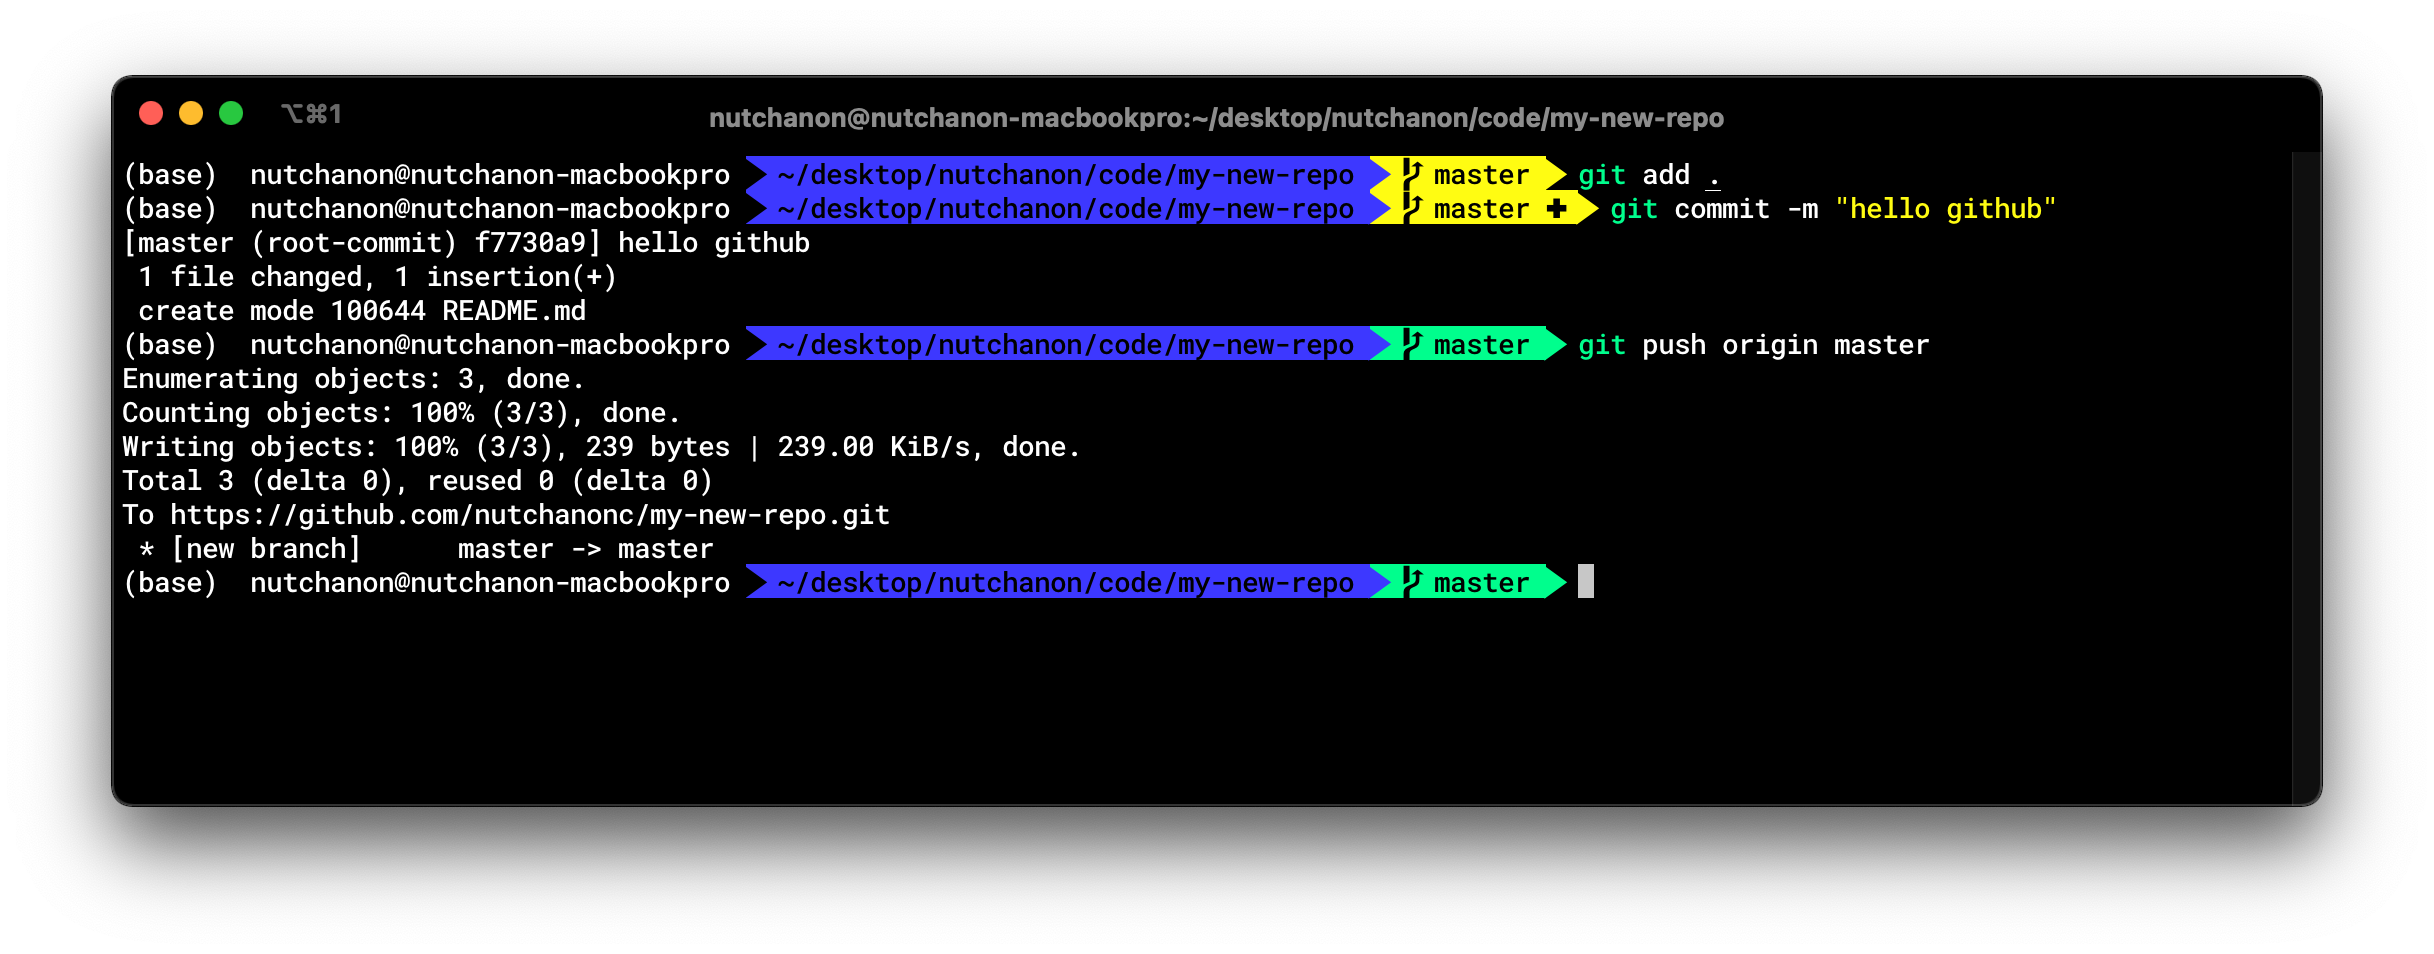 ⌥⌘1
nutchanon@nutchanon-macbookpro:~/desktop/nutchanon/code/my-new-repo
(base)  nutchanon@nutchanon-macbookpro  ~/desktop/nutchanon/code/my-new-repo  master  git add .
(base)  nutchanon@nutchanon-macbookpro  ~/desktop/nutchanon/code/my-new-repo  master ✚  git commit -m "hello github"
[master (root-commit) f7730a9] hello github
 1 file changed, 1 insertion(+)
 create mode 100644 README.md
(base)  nutchanon@nutchanon-macbookpro  ~/desktop/nutchanon/code/my-new-repo  master  git push origin master
Enumerating objects: 3, done.
Counting objects: 100% (3/3), done.
Writing objects: 100% (3/3), 239 bytes | 239.00 KiB/s, done.
Total 3 (delta 0), reused 0 (delta 0)
To https://github.com/nutchanonc/my-new-repo.git
 * [new branch]      master -> master
(base)  nutchanon@nutchanon-macbookpro  ~/desktop/nutchanon/code/my-new-repo  master